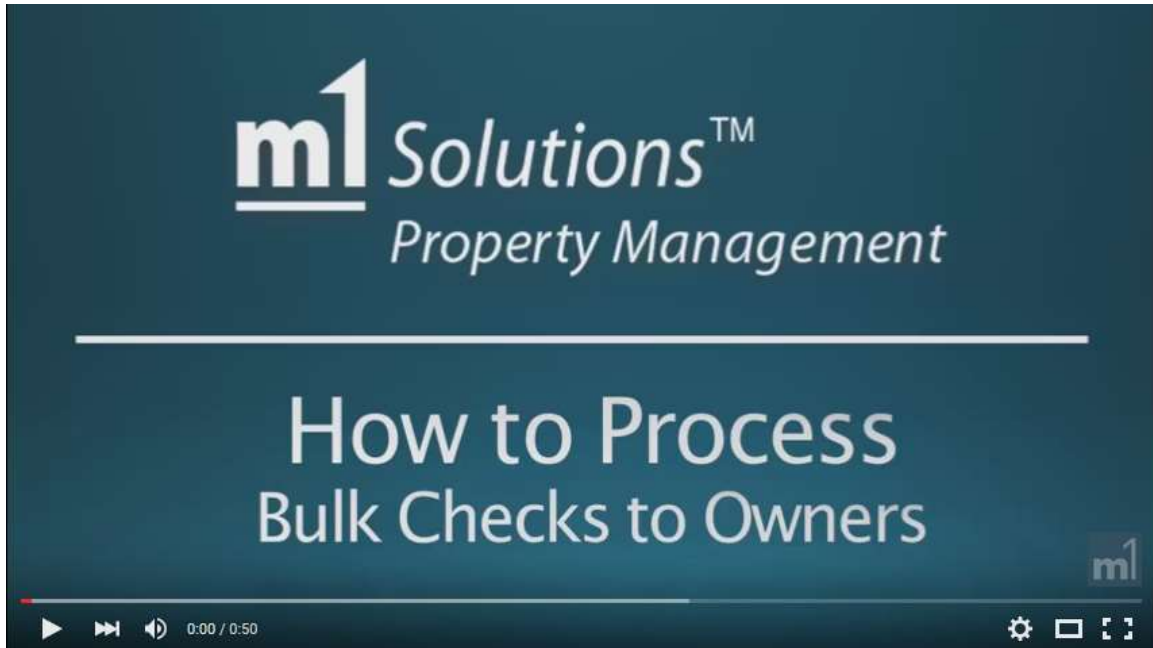 m1 Solutions™
Property Management
How to Process
Bulk Checks to Owners
m1
0:00 / 0:50